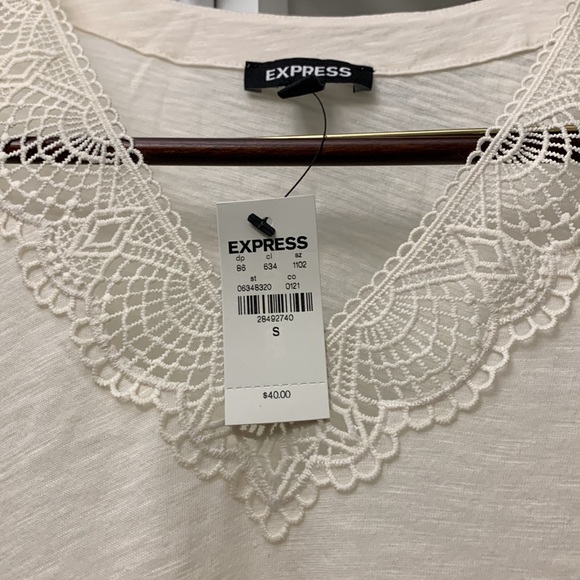 EXPRESS
EXPRESS
dp cl sz
86 634 1102
st co
06348320 0121
28492740
S
$40.00